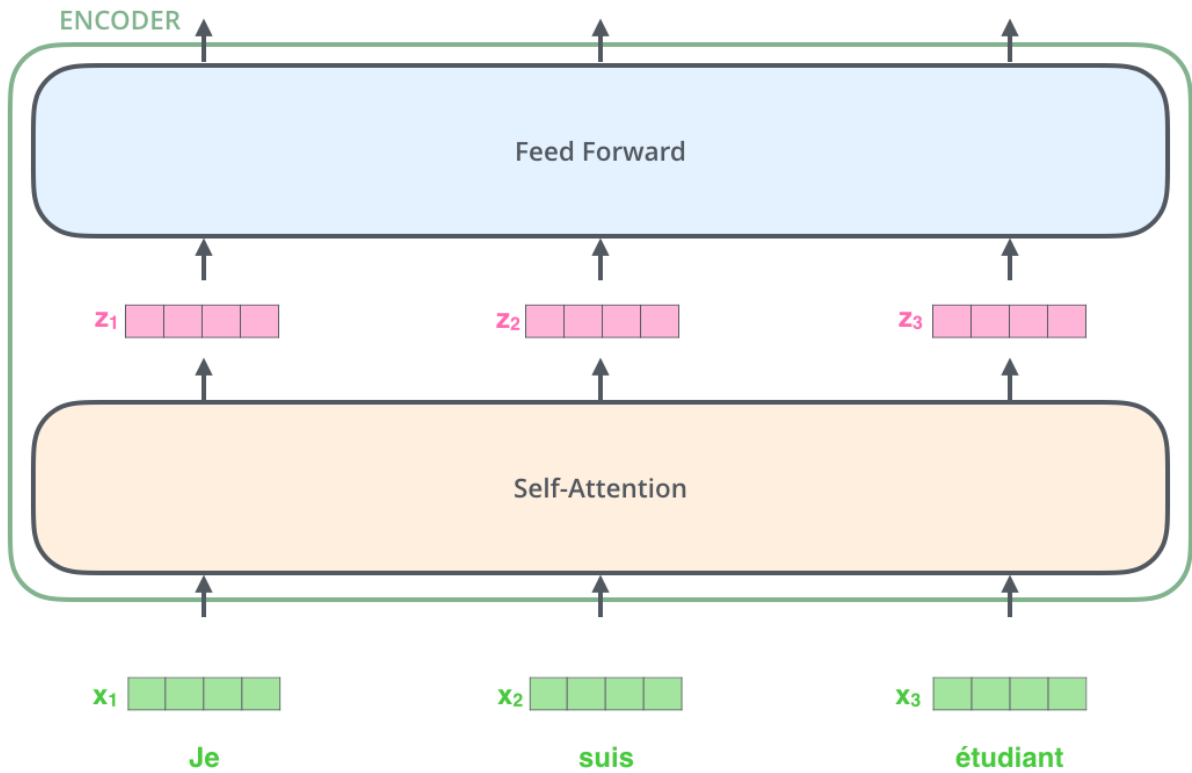 ENCODER
Feed Forward
z₁ z₂ z₃
Self-Attention
x₁ x₂ x₃
Je suis étudiant